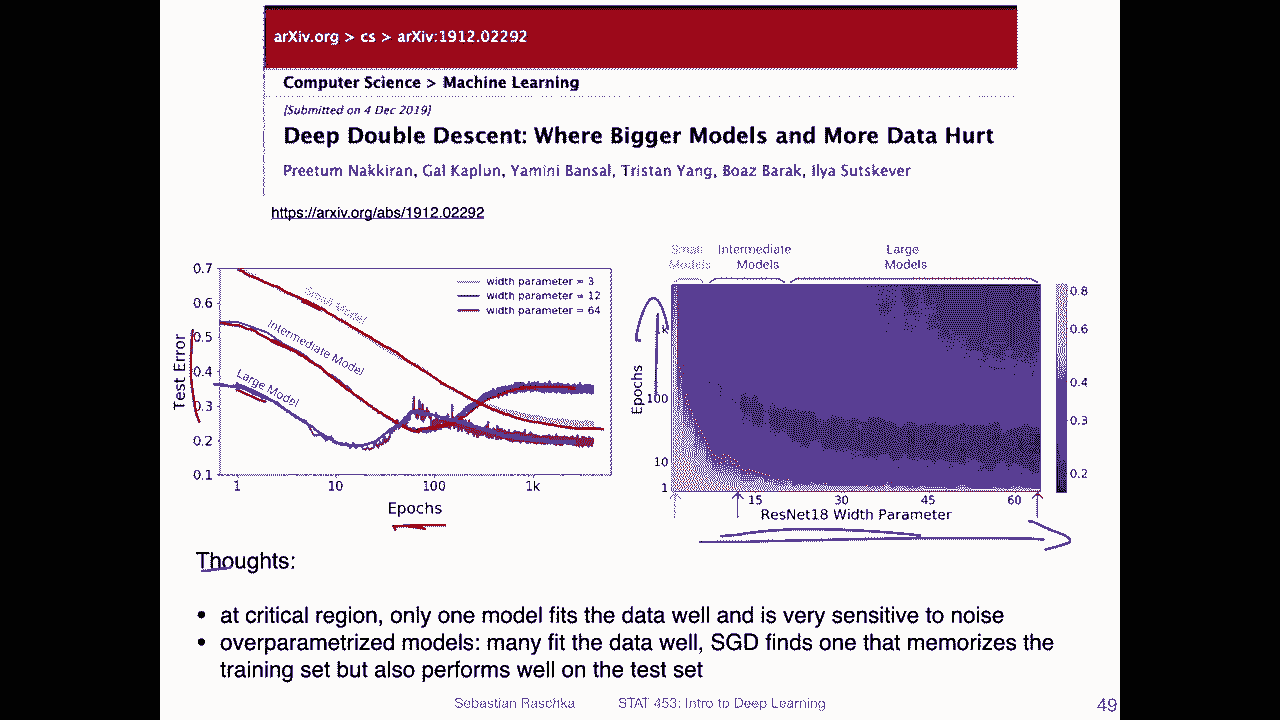 arXiv.org > cs > arXiv:1912.02292
Computer Science > Machine Learning
[Submitted on 4 Dec 2019]
Deep Double Descent: Where Bigger Models and More Data Hurt
Preetum Nakkiran, Gal Kaplun, Yamini Bansal, Tristan Yang, Boaz Barak, Ilya Sutskever
https://arxiv.org/abs/1912.02292
Small Models
Intermediate Models
Large Models
0.7
0.6
0.5
0.4
0.3
0.2
0.1
Test Error
width parameter = 3
width parameter = 12
width parameter = 64
Small Model
Intermediate Model
Large Model
1
10
100
1k
Epochs
1k
100
10
1
Epochs
0.8
0.6
0.4
0.3
0.2
1
15
30
45
60
ResNet18 Width Parameter
Thoughts:
• at critical region, only one model fits the data well and is very sensitive to noise
• overparametrized models: many fit the data well, SGD finds one that memorizes the
training set but also performs well on the test set
Sebastian Raschka STAT 453: Intro to Deep Learning 49